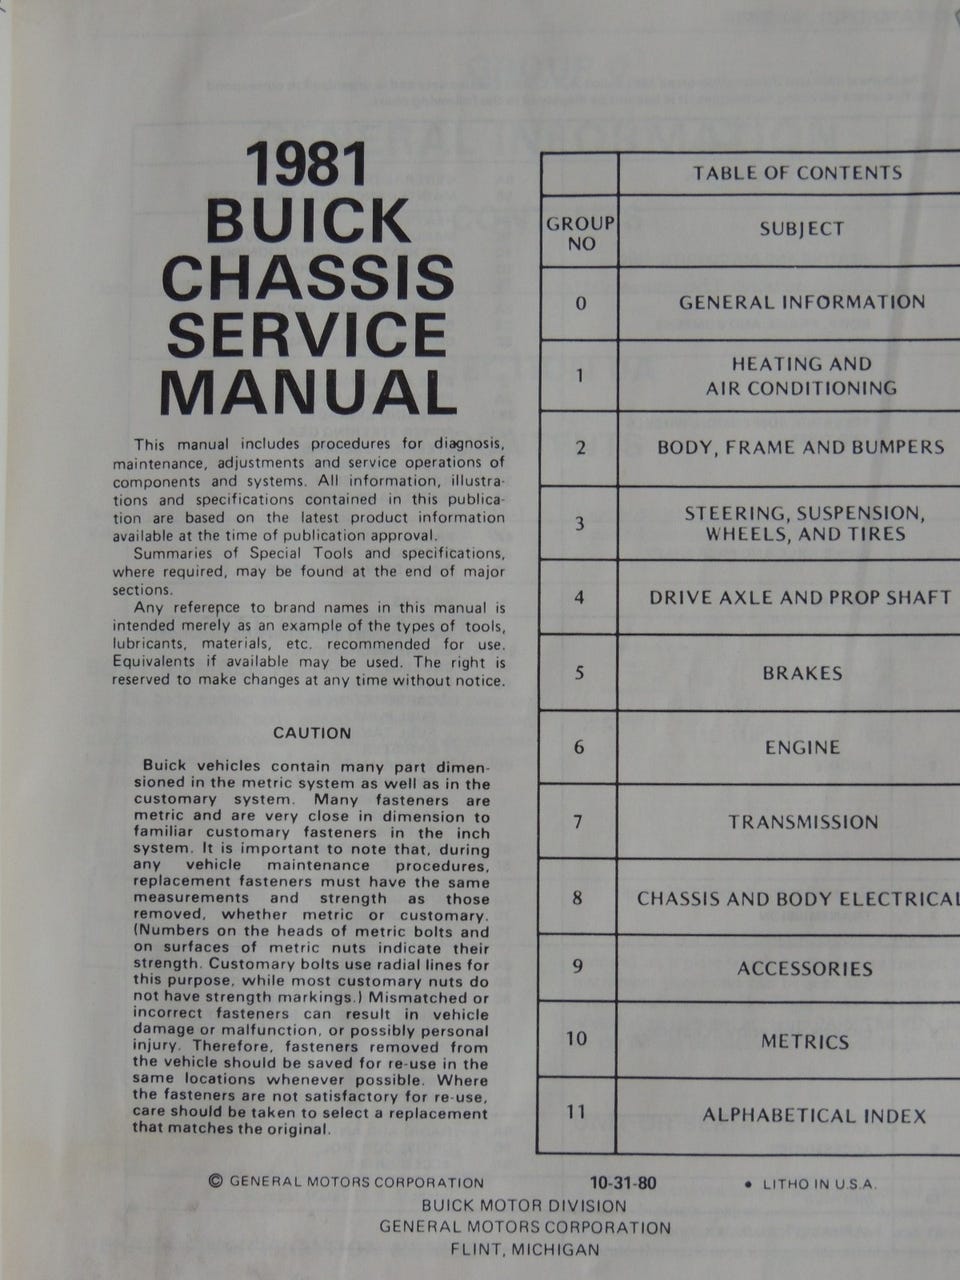 1981
BUICK
CHASSIS
SERVICE
MANUAL
This manual includes procedures for diagnosis,
maintenance, adjustments and service operations of
components and systems. All information, illustra-
tions and specifications contained in this publica-
tion are based on the latest product information
available at the time of publication approval.
Summaries of Special Tools and specifications,
where required, may be found at the end of major
sections.
Any reference to brand names in this manual is
intended merely as an example of the types of tools,
lubricants, materials, etc. recommended for use.
Equivalents if available may be used. The right is
reserved to make changes at any time without notice.
CAUTION
Buick vehicles contain many part dimen-
sioned in the metric system as well as in the
customary system. Many fasteners are
metric and are very close in dimension to
familiar customary fasteners in the inch
system. It is important to note that, during
any vehicle maintenance procedures,
replacement fasteners must have the same
measurements and strength as those
removed, whether metric or customary.
(Numbers on the heads of metric bolts and
on surfaces of metric nuts indicate their
strength. Customary bolts use radial lines for
this purpose, while most customary nuts do
not have strength markings.) Mismatched or
incorrect fasteners can result in vehicle
damage or malfunction, or possibly personal
injury. Therefore, fasteners removed from
the vehicle should be saved for re-use in the
same locations whenever possible. Where
the fasteners are not satisfactory for re-use,
care should be taken to select a replacement
that matches the original.
TABLE OF CONTENTS
GROUP NO SUBJECT
0 GENERAL INFORMATION
1 HEATING AND
AIR CONDITIONING
2 BODY, FRAME AND BUMPERS
3 STEERING, SUSPENSION,
WHEELS, AND TIRES
4 DRIVE AXLE AND PROP SHAFT
5 BRAKES
6 ENGINE
7 TRANSMISSION
8 CHASSIS AND BODY ELECTRICAL
9 ACCESSORIES
10 METRICS
11 ALPHABETICAL INDEX
© GENERAL MOTORS CORPORATION 10-31-80 • LITHO IN U.S.A.
BUICK MOTOR DIVISION
GENERAL MOTORS CORPORATION
FLINT, MICHIGAN